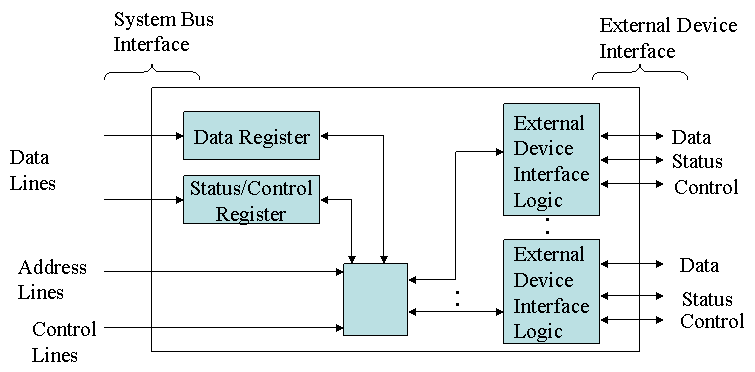 System Bus
Interface
External Device
Interface
Data
Lines
Data Register
Status/Control
Register
Address
Lines
Control
Lines
External
Device
Interface
Logic
Data
Status
Control
External
Device
Interface
Logic
Data
Status
Control